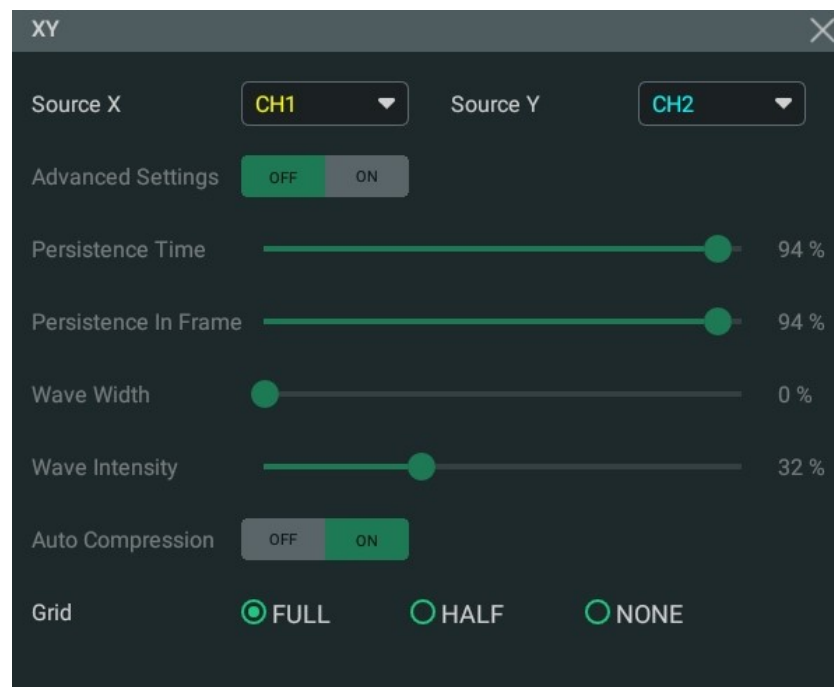 XY
Source X CH1 Source Y CH2
Advanced Settings OFF ON
Persistence Time 94 %
Persistence In Frame 94 %
Wave Width 0 %
Wave Intensity 32 %
Auto Compression OFF ON
Grid FULL HALF NONE